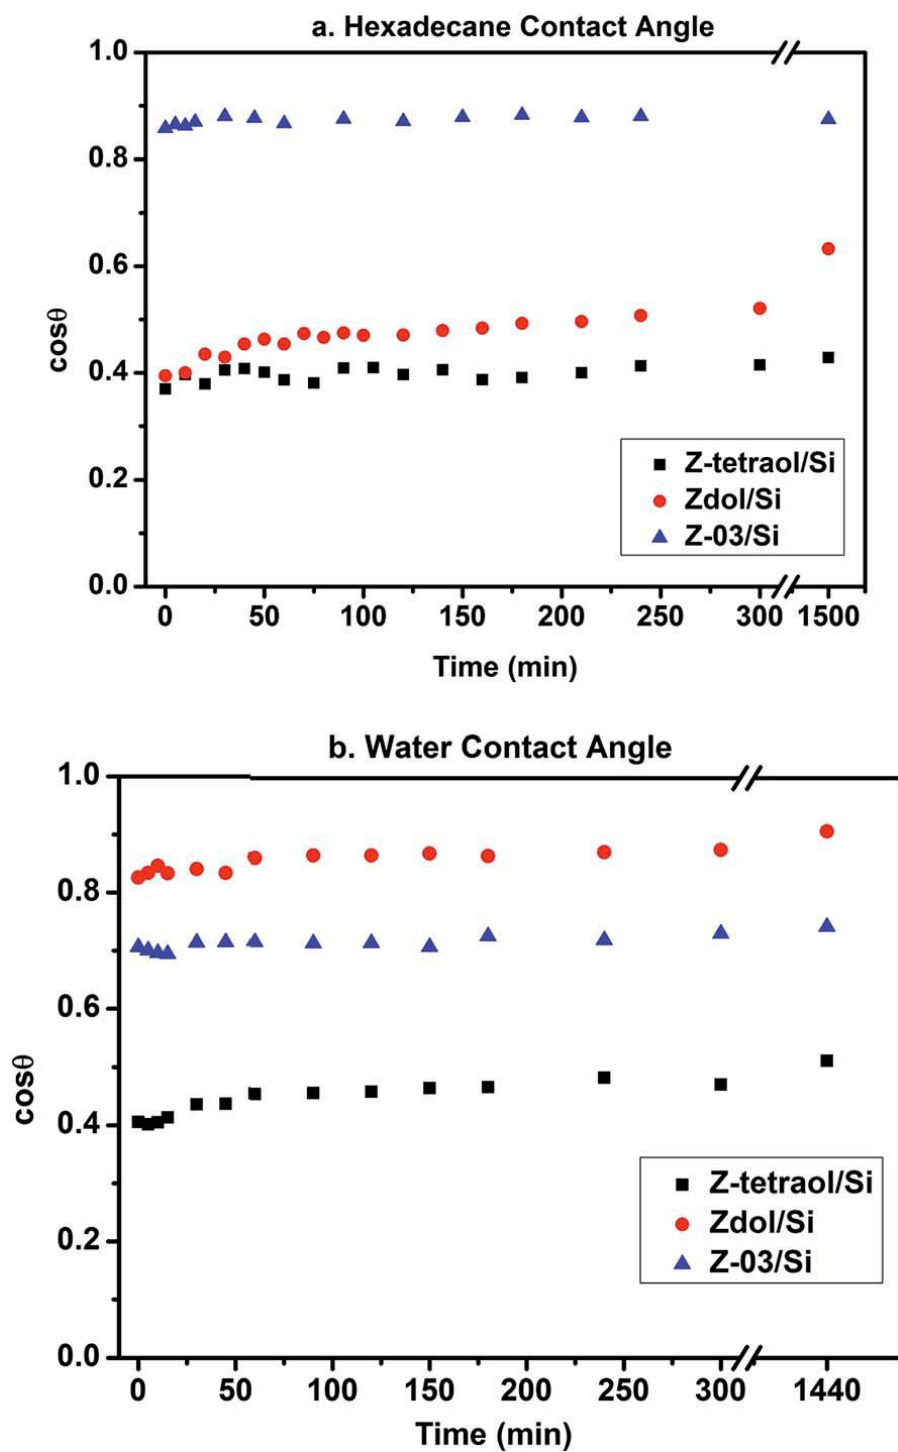 a. Hexadecane Contact Angle
1.0
0.8
0.6
0.4
0.2
0.0
cosθ
Z-tetraol/Si
Zdol/Si
Z-03/Si
0 50 100 150 200 250 300 1500
Time (min)
b. Water Contact Angle
1.0
0.8
0.6
0.4
0.2
0.0
cosθ
Z-tetraol/Si
Zdol/Si
Z-03/Si
0 50 100 150 200 250 300 1440
Time (min)